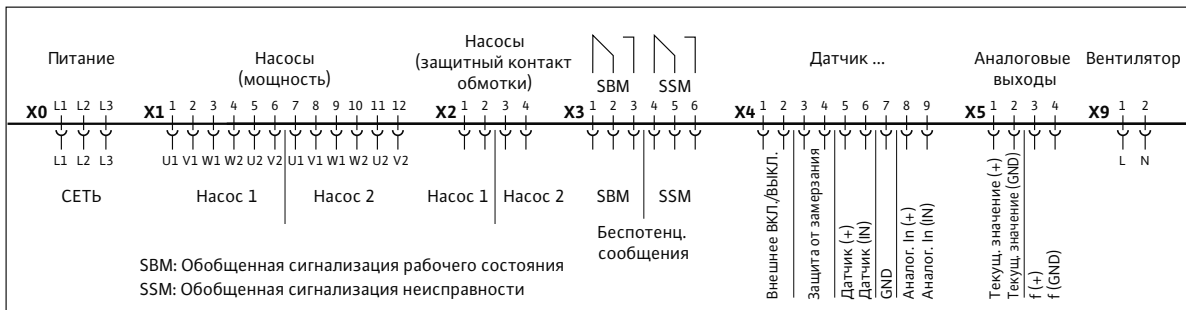 Питание
Насосы
(мощность)
Насосы
(защитный контакт
обмотки)
SBM
SSM
Датчик ...
Аналоговые
выходы
Вентилятор
X0 L1 L2 L3
X1 1 2 3 4 5 6 7 8 9 10 11 12
X2 1 2 3 4
X3 1 2 3 4 5 6
X4 1 2 3 4 5 6 7 8 9
X5 1 2 3 4
X9 1 2
L1 L2 L3
U1 V1 W1 W2 U2 V2 U1 V1 W1 W2 U2 V2
L N
СЕТЬ
Насос 1
Насос 2
Насос 1
Насос 2
SBM
SSM
Беспотенц.
сообщения
Внешнее ВКЛ./ВЫКЛ.
Защита от замерзания
Датчик (+)
Датчик (IN)
GND
Аналог. In (+)
Аналог. In (IN)
Текущ. значение (+)
Текущ. значение (GND)
f (+)
f (GND)
SBM: Обобщенная сигнализация рабочего состояния
SSM: Обобщенная сигнализация неисправности